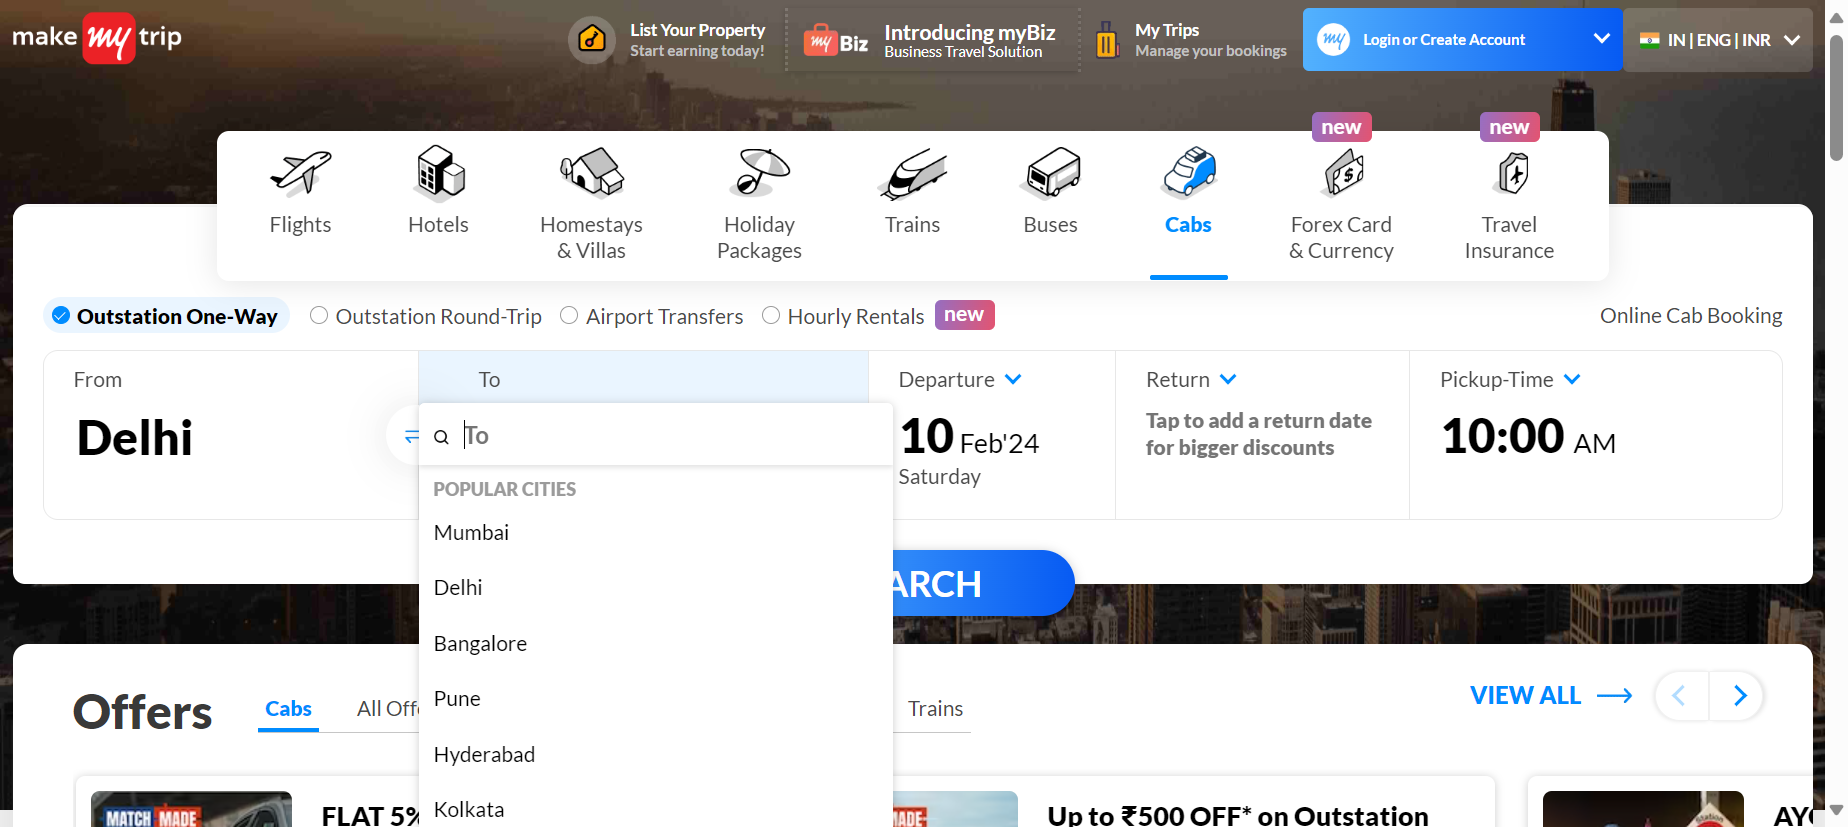 make my trip
List Your Property
Start earning today!
my Biz
Introducing myBiz
Business Travel Solution
My Trips
Manage your bookings
my
Login or Create Account
IN | ENG | INR
new
new
Flights
Hotels
Homestays
& Villas
Holiday
Packages
Trains
Buses
Cabs
Forex Card
& Currency
Travel
Insurance
Outstation One-Way
Outstation Round-Trip
Airport Transfers
Hourly Rentals
new
Online Cab Booking
From
Delhi
To
To
Departure
10 Feb'24
Saturday
Return
Tap to add a return date
for bigger discounts
Pickup-Time
10:00 AM
POPULAR CITIES
Mumbai
Delhi
Bangalore
Pune
Hyderabad
Kolkata
ARCH
Offers
Cabs
All Off
Trains
VIEW ALL
MATCH MADE
FLAT 5%
Up to ₹500 OFF* on Outstation
Station